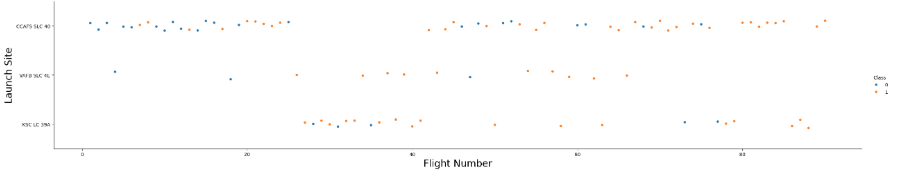 Launch Site
CCAFS SLC 40
VAFB SLC 4E
KSC LC 39A
0
20
40
60
80
Flight Number
Class
0
1